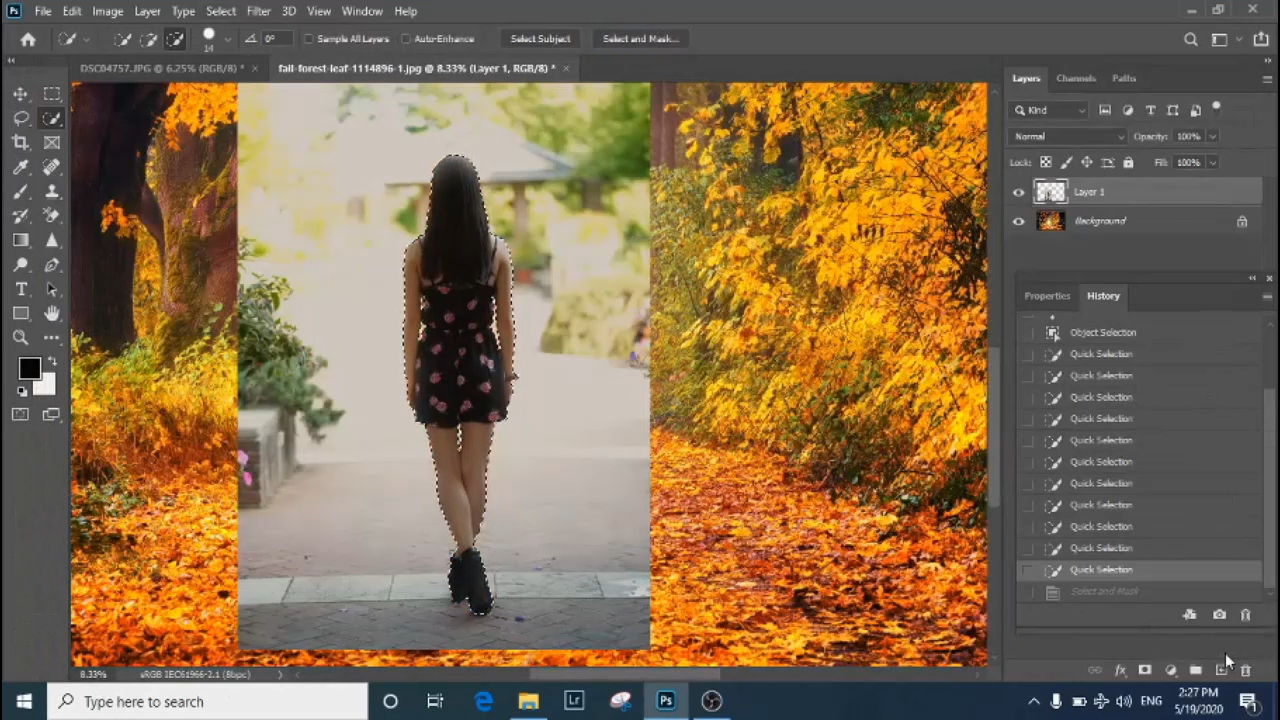 Ps File Edit Image Layer Type Select Filter 3D View Window Help
14 0° Sample All Layers Auto-Enhance Select Subject Select and Mask...
DSC04757.JPG @ 6.25% (RGB/8) * × fall-forest-leaf-1114896-1.jpg @ 8.33% (Layer 1, RGB/8) * ×
Layers Channels Paths
Kind
Normal Opacity: 100%
Lock: Fill: 100%
Layer 1
Background
Properties History
Object Selection
Quick Selection
Quick Selection
Quick Selection
Quick Selection
Quick Selection
Quick Selection
Quick Selection
Quick Selection
Quick Selection
Quick Selection
Quick Selection
Select and Mask
8.33% sRGB IEC61966-2.1 (8bpc)
Type here to search
Lr Ps ENG 2:27 PM
5/19/2020